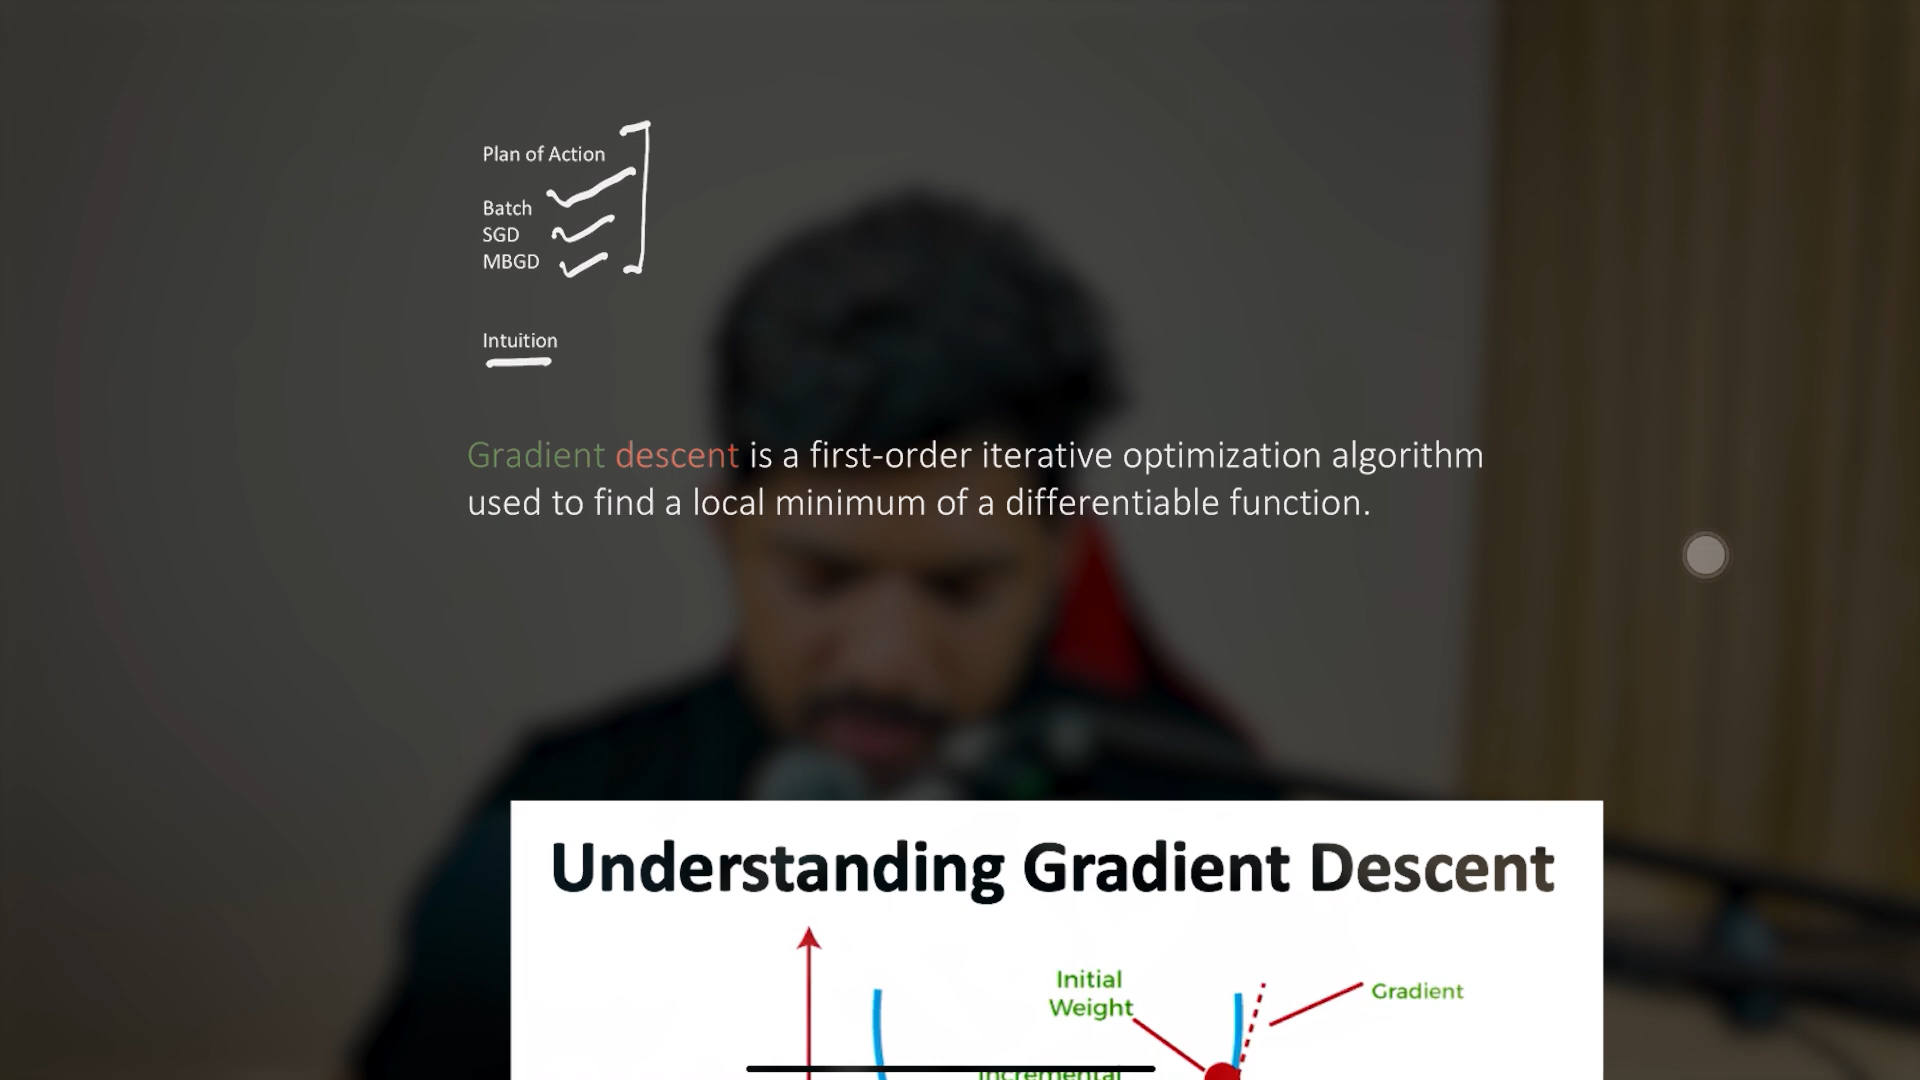 Plan of Action
Batch
SGD
MBGD
Intuition
Gradient descent is a first-order iterative optimization algorithm
used to find a local minimum of a differentiable function.
Understanding Gradient Descent
Initial
Weight
Gradient
Incremental